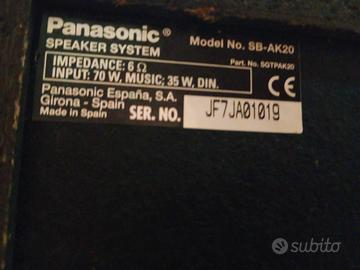 Panasonic®
SPEAKER SYSTEM
Model No. SB-AK20
Part. No. SGTPAK20
IMPEDANCE: 6 Ω
INPUT: 70 W, MUSIC; 35 W, DIN.
Panasonic España, S.A.
Girona - Spain
Made in Spain
SER. NO.
JF7JA01019
CE
subito